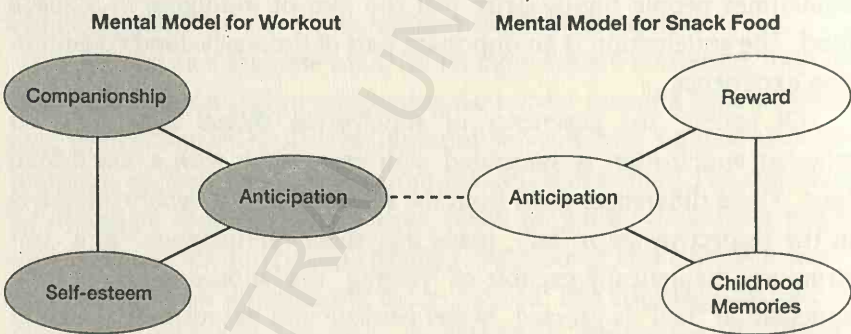 Mental Model for Workout
Mental Model for Snack Food
Companionship
Reward
Anticipation
Anticipation
Self-esteem
Childhood
Memories